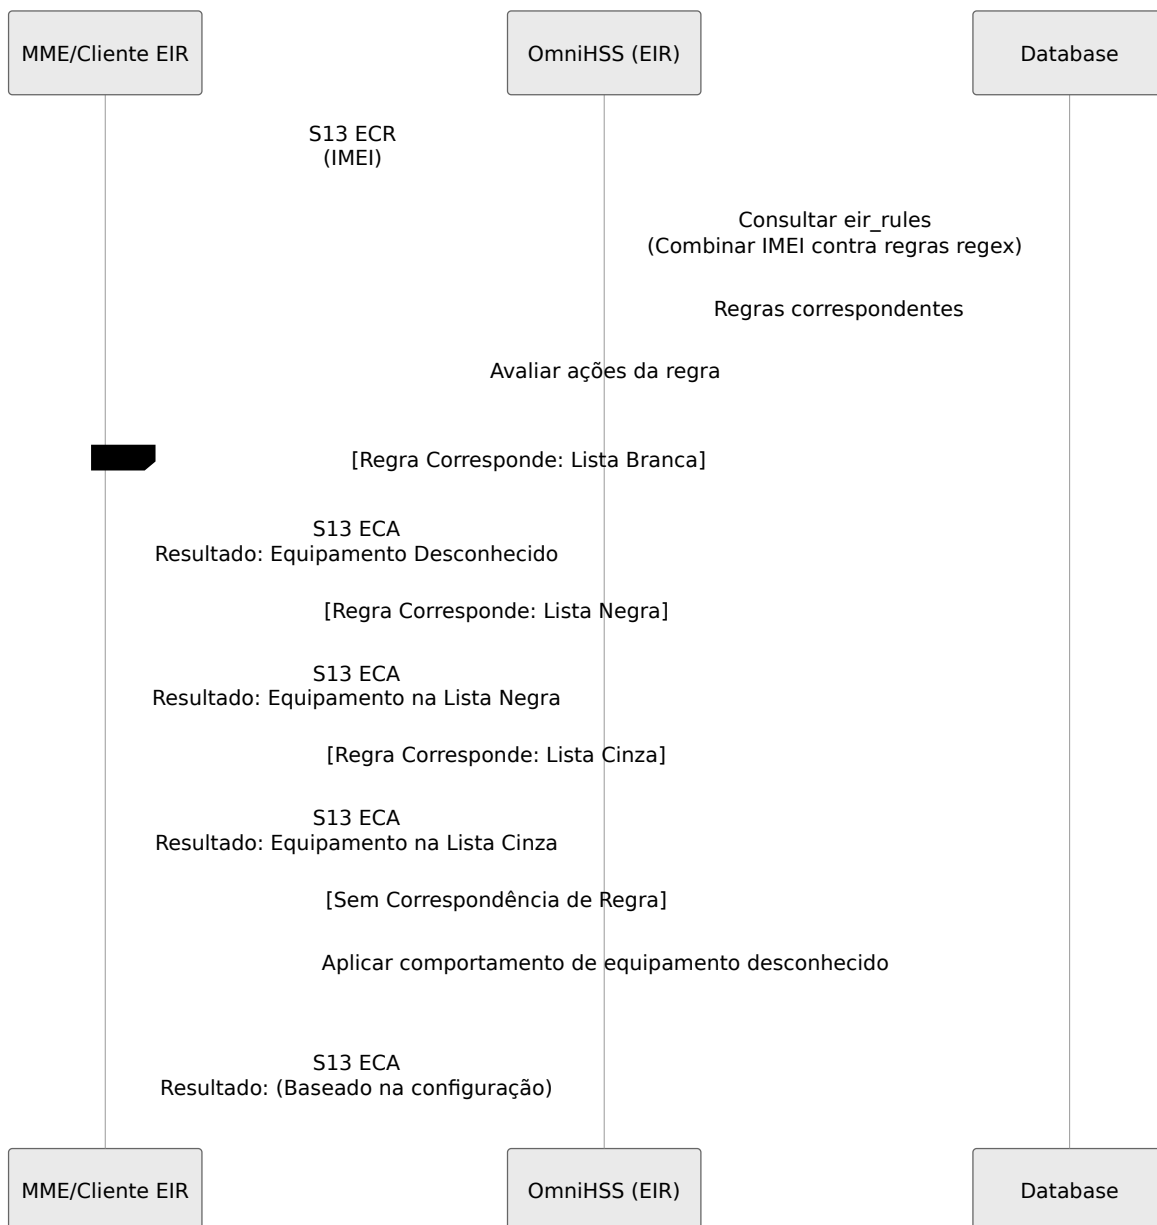 MME/Cliente EIR
OmniHSS (EIR)
Database
S13 ECR
(IMEI)
Consultar eir_rules
(Combinar IMEI contra regras regex)
Regras correspondentes
Avaliar ações da regra
[Regra Corresponde: Lista Branca]
S13 ECA
Resultado: Equipamento Desconhecido
[Regra Corresponde: Lista Negra]
S13 ECA
Resultado: Equipamento na Lista Negra
[Regra Corresponde: Lista Cinza]
S13 ECA
Resultado: Equipamento na Lista Cinza
[Sem Correspondência de Regra]
Aplicar comportamento de equipamento desconhecido
S13 ECA
Resultado: (Baseado na configuração)
MME/Cliente EIR
OmniHSS (EIR)
Database